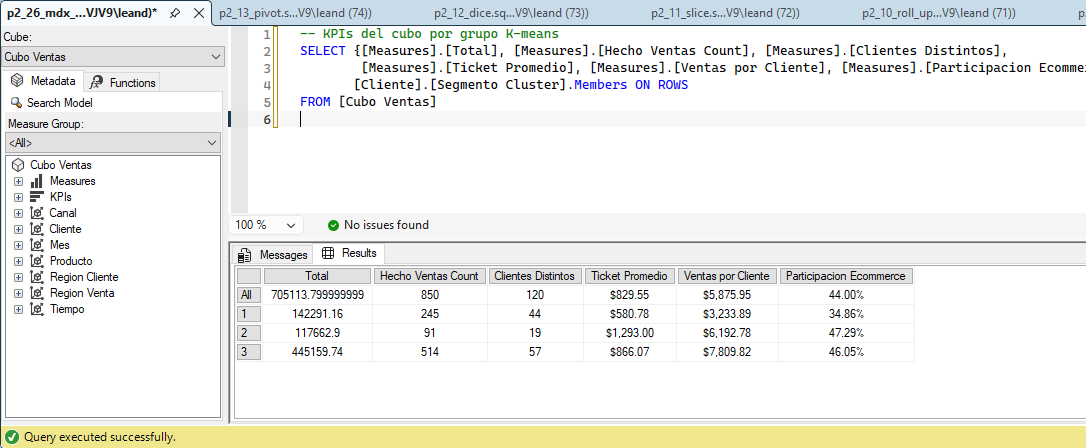 p2_26_mdx_...VJV9\leand)* p2_13_pivot.s...V9\leand (74)) p2_12_dice.sq...V9\leand (73)) p2_11_slice.s...V9\leand (72)) p2_10_roll_up...V9\leand (71))
Cube:
Cubo Ventas
Metadata Functions
Search Model
Measure Group:
<All>
Cubo Ventas
Measures
KPIs
Canal
Cliente
Mes
Producto
Region Cliente
Region Venta
Tiempo
1 -- KPIs del cubo por grupo K-means
2 SELECT {[Measures].[Total], [Measures].[Hecho Ventas Count], [Measures].[Clientes Distintos],
3 [Measures].[Ticket Promedio], [Measures].[Ventas por Cliente], [Measures].[Participacion Ecomme
4 [Cliente].[Segmento Cluster].Members ON ROWS
5 FROM [Cubo Ventas]
6
100 % No issues found
Messages Results
Total Hecho Ventas Count Clientes Distintos Ticket Promedio Ventas por Cliente Participacion Ecommerce
All 705113.799999999 850 120 $829.55 $5,875.95 44.00%
1 142291.16 245 44 $580.78 $3,233.89 34.86%
2 117662.9 91 19 $1,293.00 $6,192.78 47.29%
3 445159.74 514 57 $866.07 $7,809.82 46.05%
Query executed successfully.